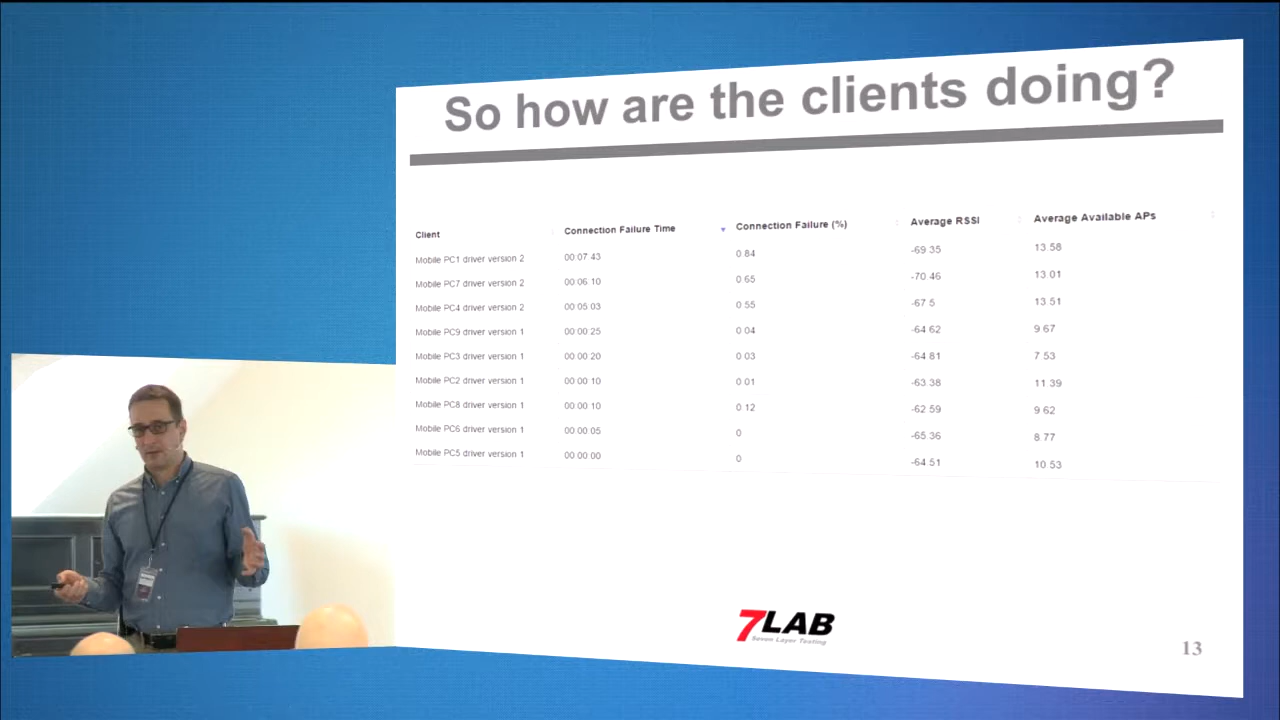 So how are the clients doing?
Client Connection Failure Time Connection Failure (%) Average RSSI Average Available APs
Mobile PC1 driver version 2 00 07 43 0 84 -69 35 13 58
Mobile PC7 driver version 2 00 06 10 0 65 -70.46 13 01
Mobile PC4 driver version 2 00 05 03 0 55 -67 5 13 51
Mobile PC9 driver version 1 00 00 25 0 04 -64 62 9 67
Mobile PC3 driver version 1 00 00 20 0 03 -64 81 7 53
Mobile PC2 driver version 1 00 00 10 0 01 -63.38 11 39
Mobile PC8 driver version 1 00 00 10 0 12 -62 59 9 62
Mobile PC6 driver version 1 00 00 05 0 -65 36 8 77
Mobile PC5 driver version 1 00 00 00 0 -64 51 10 53
7LAB
Seven Layer Testing
13